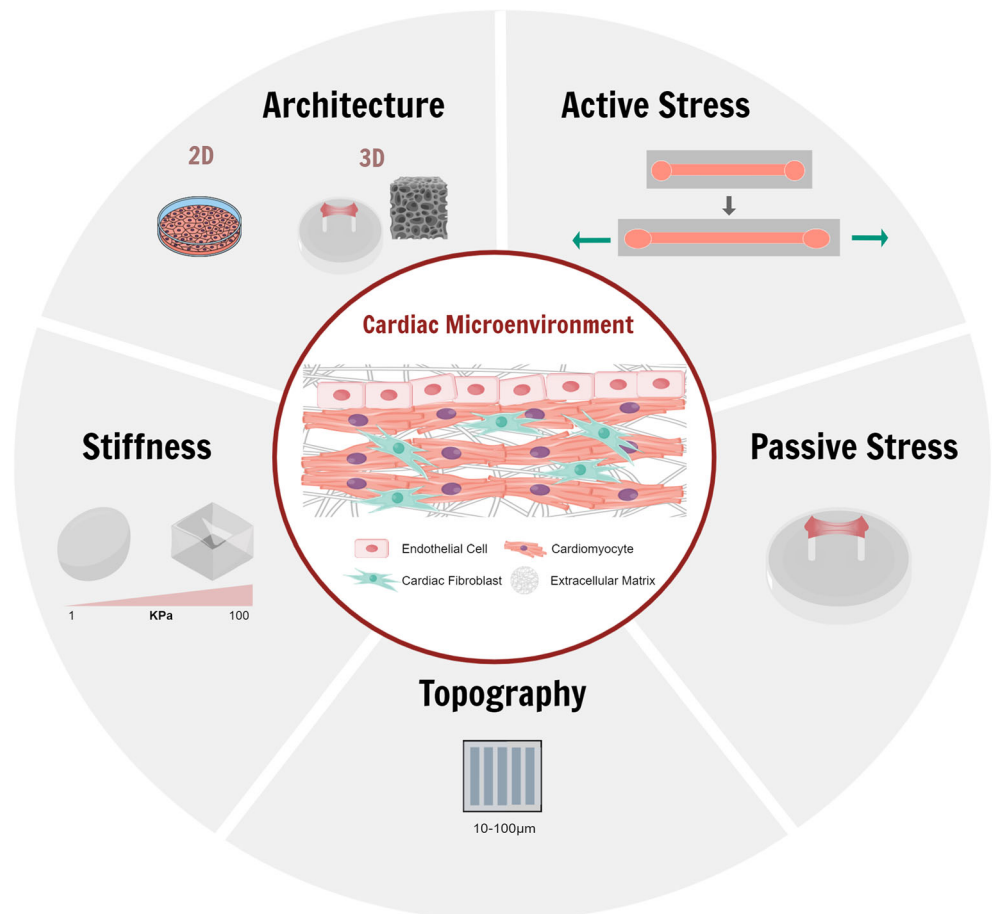 Architecture
2D
3D
Active Stress
Cardiac Microenvironment
Endothelial Cell
Cardiomyocyte
Cardiac Fibroblast
Extracellular Matrix
Stiffness
1
KPa
100
Passive Stress
Topography
10-100µm